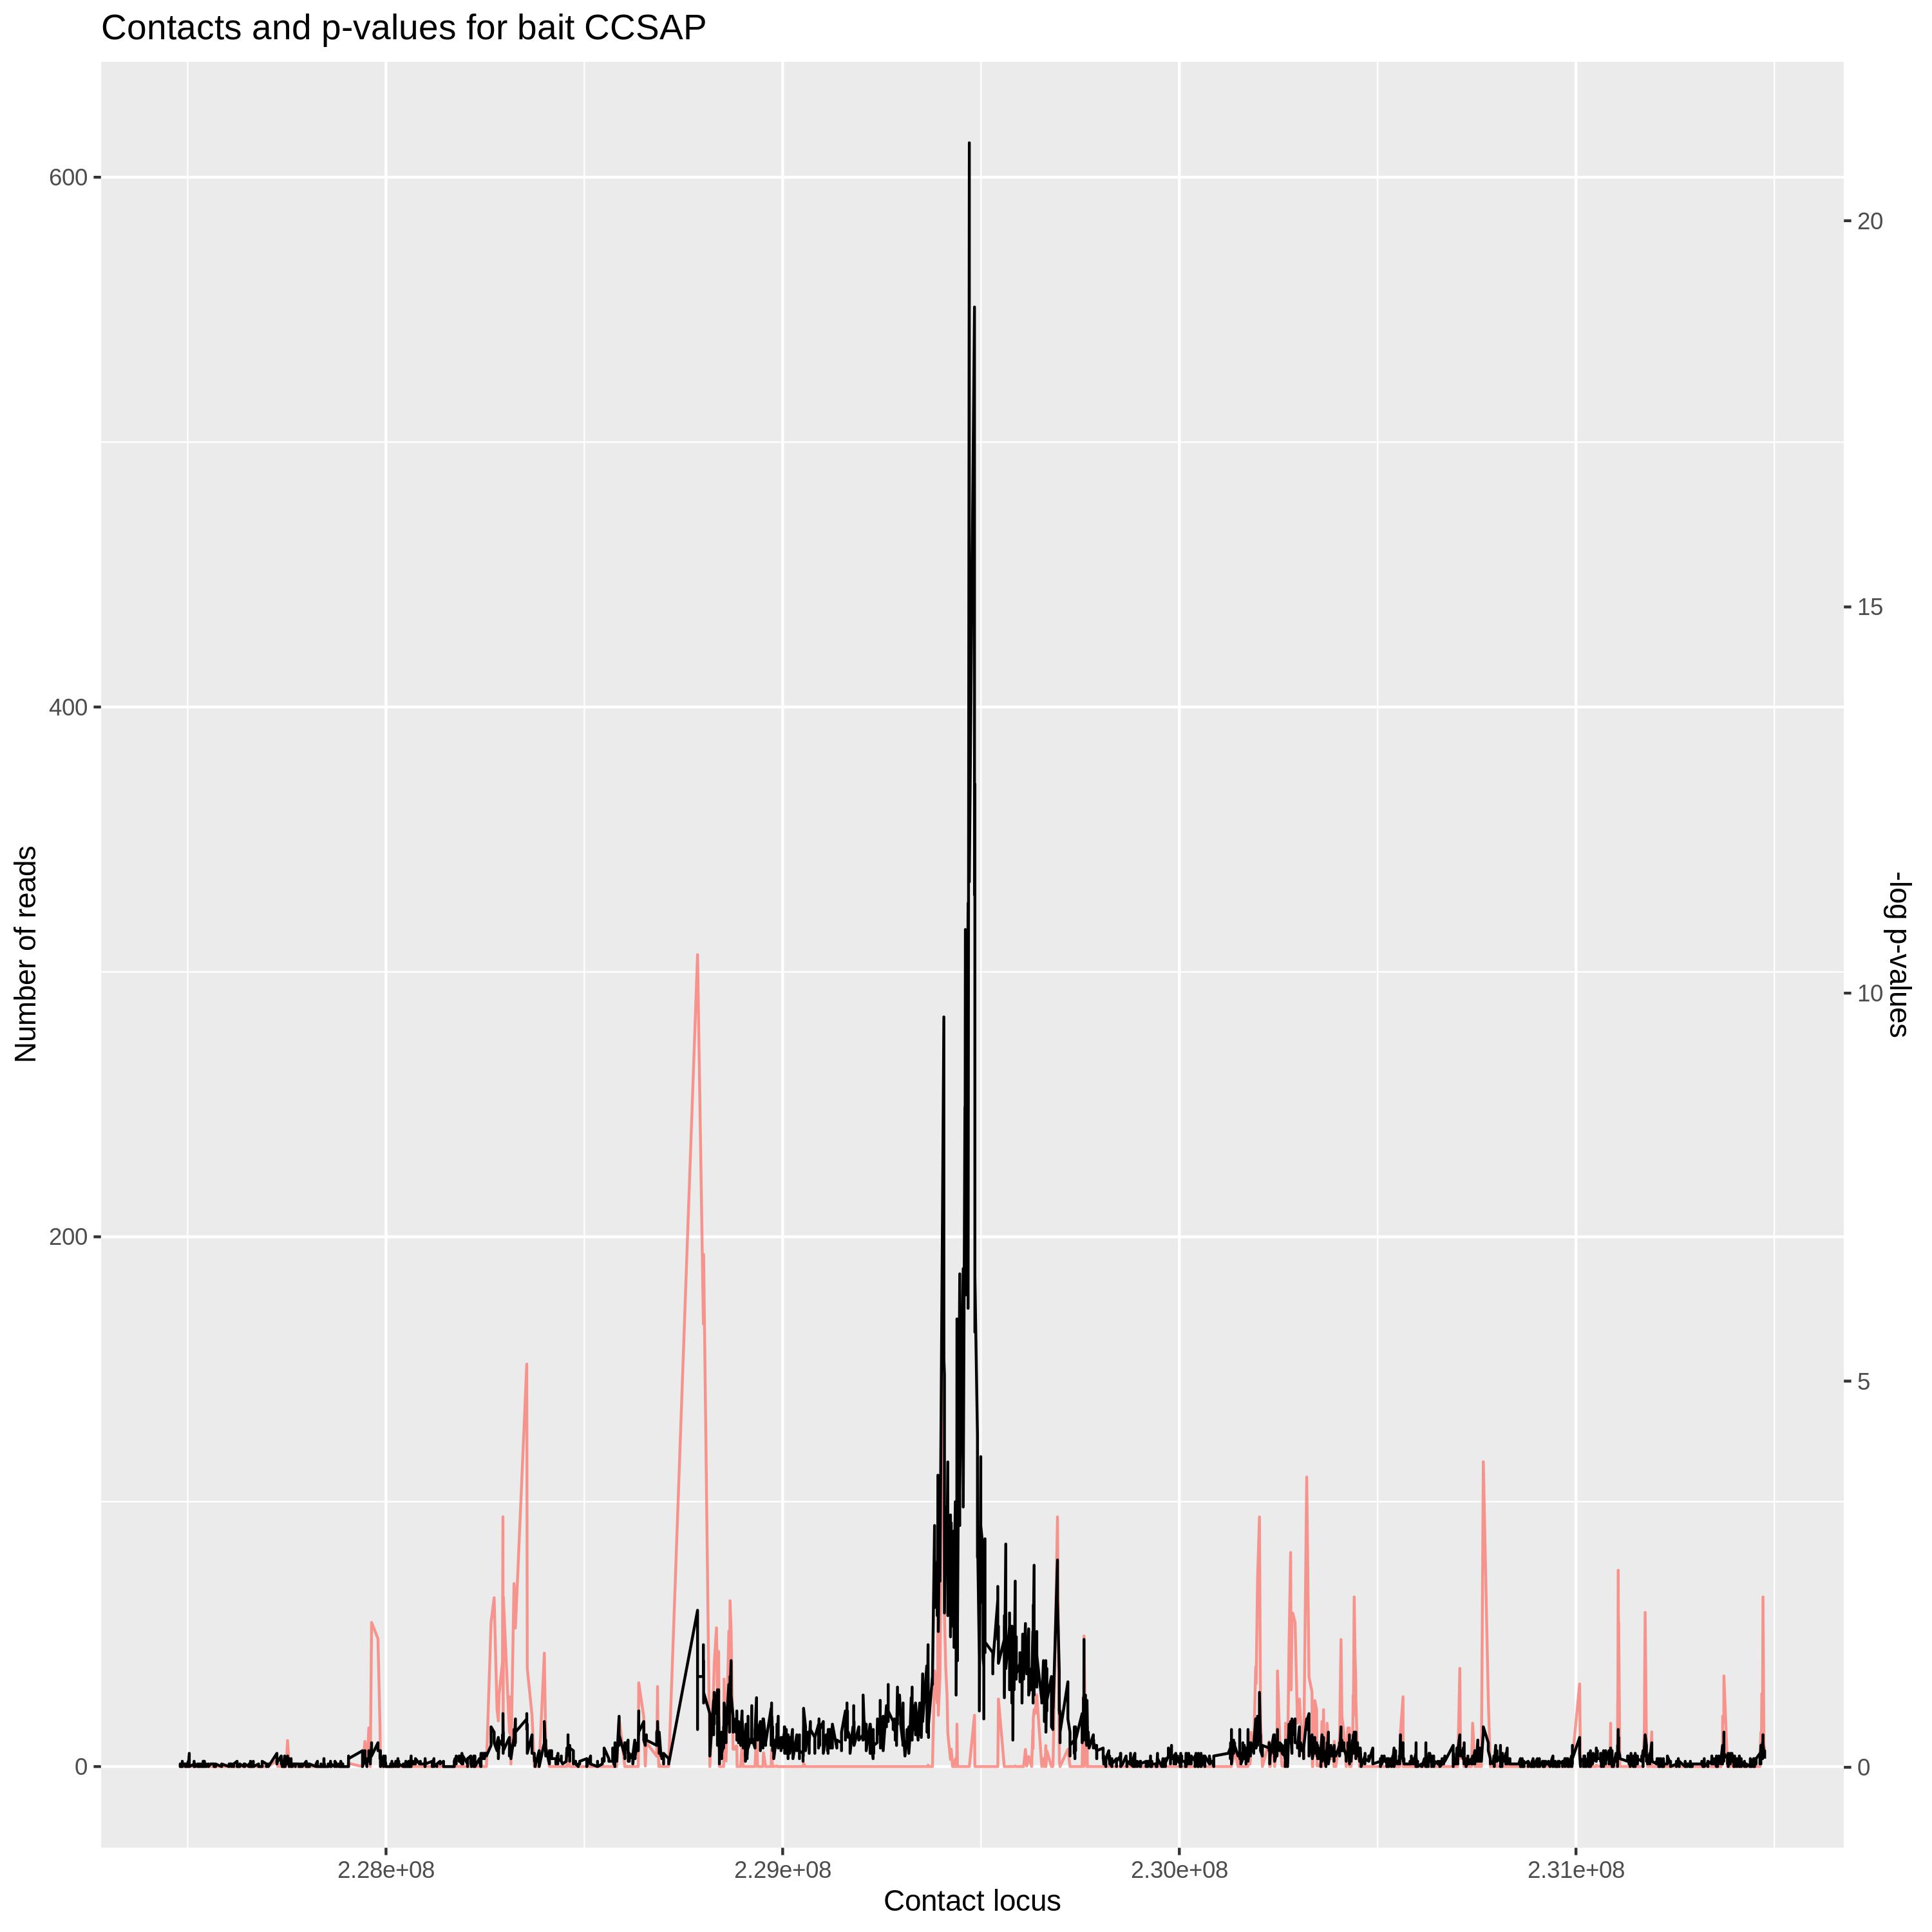 Contacts and p-values for bait CCSAP
600
400
200
0
Number of reads
20
15
10
5
0
-log p-values
2.28e+08 2.29e+08 2.30e+08 2.31e+08
Contact locus